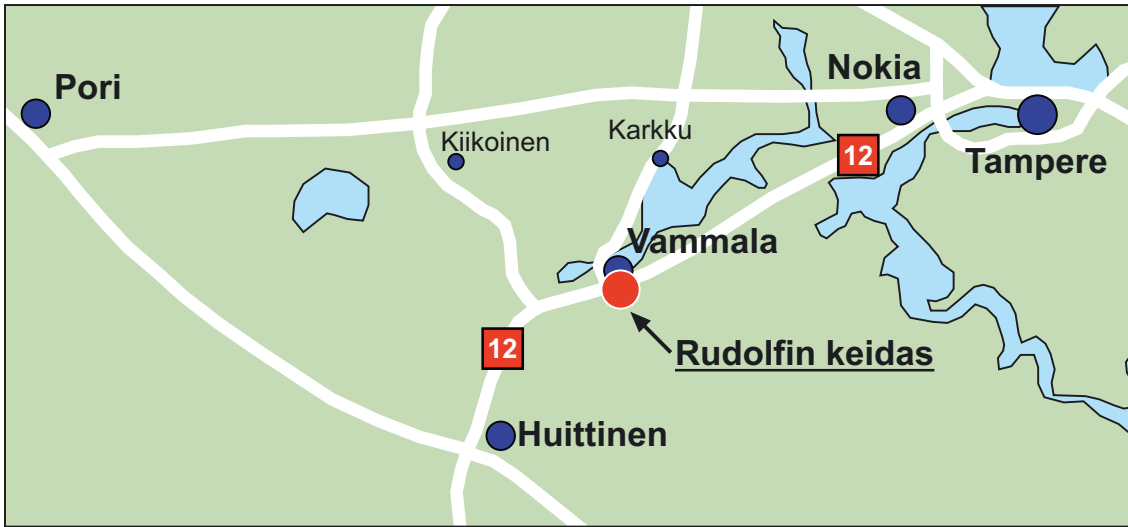 Nokia
Pori
Karkku
Kiikoinen
12
Tampere
Vammala
12
Rudolfin keidas
Huittinen